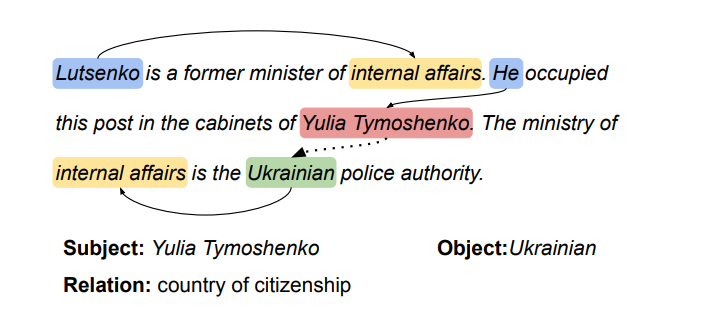 Lutsenko is a former minister of internal affairs. He occupied
this post in the cabinets of Yulia Tymoshenko. The ministry of
internal affairs is the Ukrainian police authority.
Subject: Yulia Tymoshenko Object:Ukrainian
Relation: country of citizenship